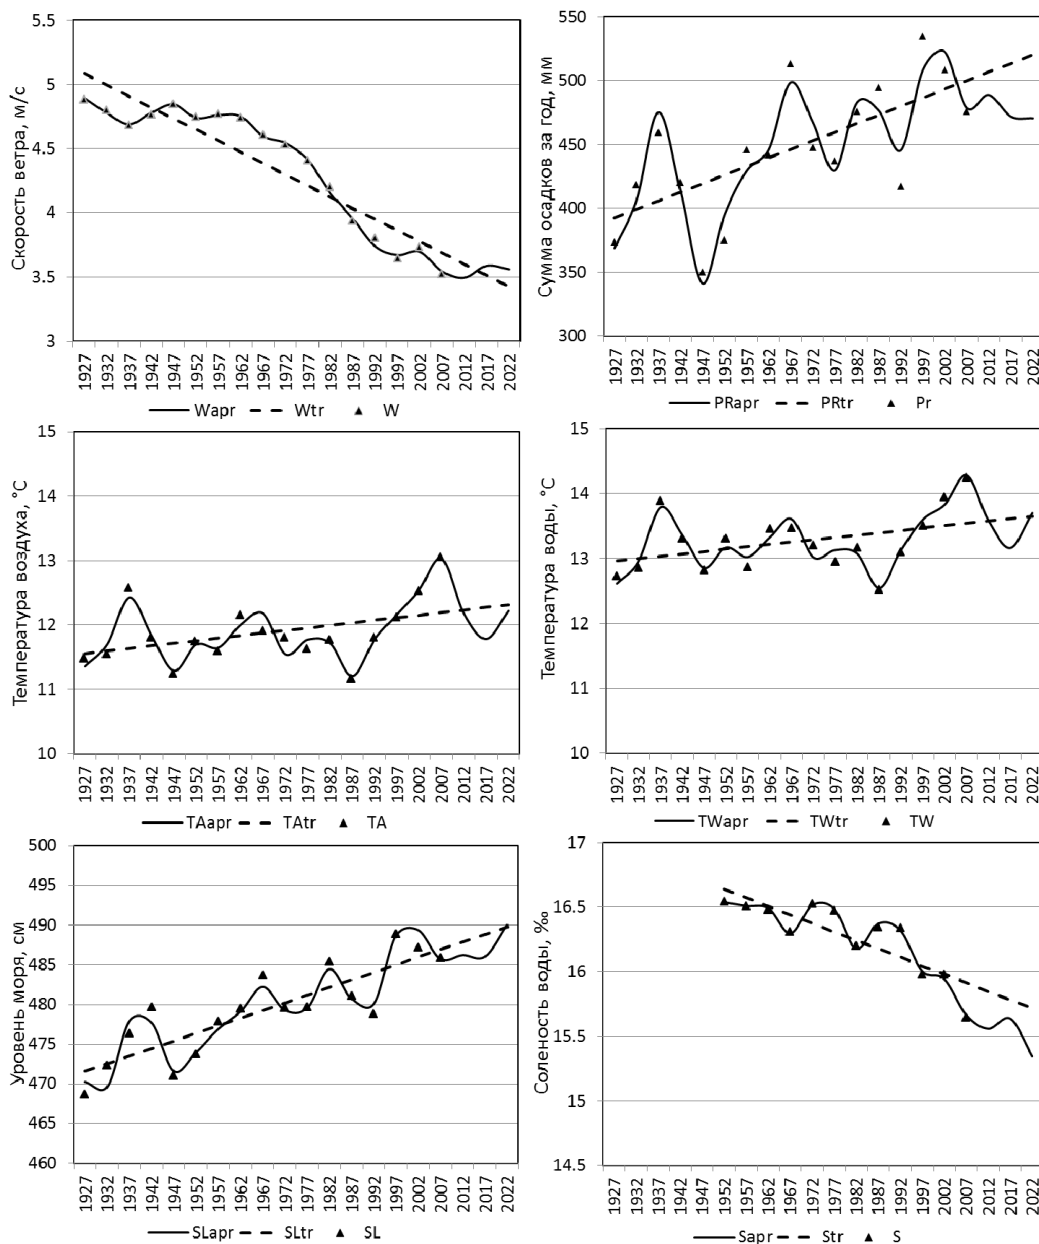 Скорость ветра, м/с
5.5
5
4.5
4
3.5
3
1927 1932 1937 1942 1947 1952 1957 1962 1967 1972 1977 1982 1987 1992 1997 2002 2007 2012 2017 2022
Wapr Wtr W
Сумма осадков за год, мм
550
500
450
400
350
300
1927 1932 1937 1942 1947 1952 1957 1962 1967 1972 1977 1982 1987 1992 1997 2002 2007 2012 2017 2022
PRapr PRtr Pr
Температура воздуха, °C
15
14
13
12
11
10
1927 1932 1937 1942 1947 1952 1957 1962 1967 1972 1977 1982 1987 1992 1997 2002 2007 2012 2017 2022
TAapr TAtr TA
Температура воды, °C
15
14
13
12
11
10
1927 1932 1937 1942 1947 1952 1957 1962 1967 1972 1977 1982 1987 1992 1997 2002 2007 2012 2017 2022
TWapr TWtr TW
Уровень моря, см
500
495
490
485
480
475
470
465
460
1927 1932 1937 1942 1947 1952 1957 1962 1967 1972 1977 1982 1987 1992 1997 2002 2007 2012 2017 2022
SLapr SLtr SL
Соленость воды, ‰
17
16.5
16
15.5
15
14.5
1927 1932 1937 1942 1947 1952 1957 1962 1967 1972 1977 1982 1987 1992 1997 2002 2007 2012 2017 2022
Sapr Str S